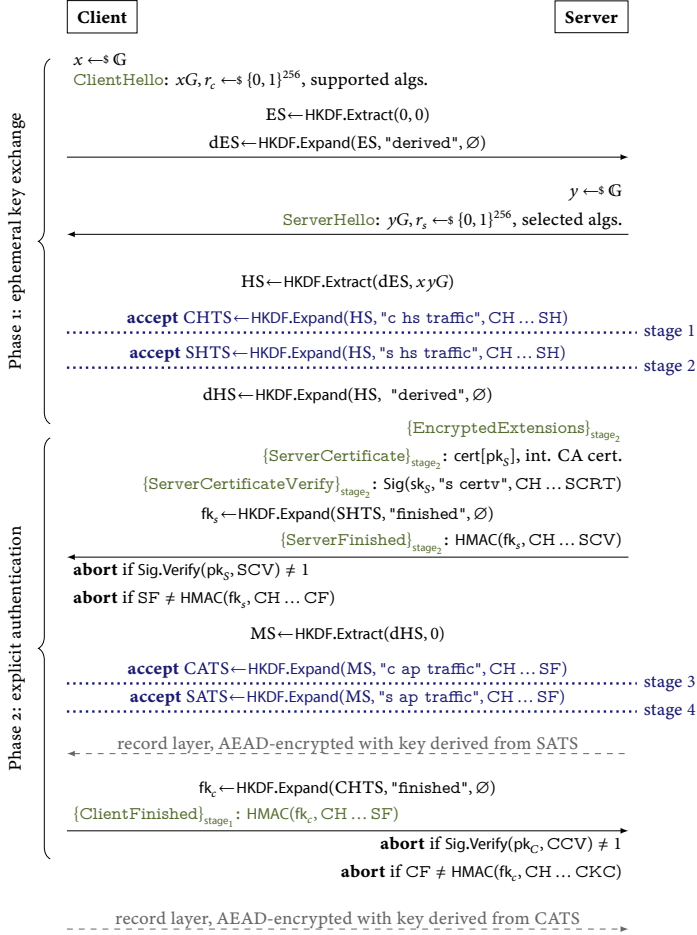 Client
Server
x ←$ 𝔾
ClientHello: xG, r_c ←$ {0, 1}^256, supported algs.
ES←HKDF.Extract(0, 0)
dES←HKDF.Expand(ES, "derived", ∅)
y ←$ 𝔾
ServerHello: yG, r_s ←$ {0, 1}^256, selected algs.
Phase 1: ephemeral key exchange
HS←HKDF.Extract(dES, xyG)
accept CHTS←HKDF.Expand(HS, "c hs traffic", CH … SH)
stage 1
accept SHTS←HKDF.Expand(HS, "s hs traffic", CH … SH)
stage 2
dHS←HKDF.Expand(HS, "derived", ∅)
{EncryptedExtensions}_stage_2
{ServerCertificate}_stage_2: cert[pk_S], int. CA cert.
{ServerCertificateVerify}_stage_2: Sig(sk_S, "s certv", CH … SCRT)
fk_s←HKDF.Expand(SHTS, "finished", ∅)
{ServerFinished}_stage_2: HMAC(fk_s, CH … SCV)
abort if Sig.Verify(pk_S, SCV) ≠ 1
abort if SF ≠ HMAC(fk_s, CH … CF)
Phase 2: explicit authentication
MS←HKDF.Extract(dHS, 0)
accept CATS←HKDF.Expand(MS, "c ap traffic", CH … SF)
stage 3
accept SATS←HKDF.Expand(MS, "s ap traffic", CH … SF)
stage 4
record layer, AEAD-encrypted with key derived from SATS
fk_c←HKDF.Expand(CHTS, "finished", ∅)
{ClientFinished}_stage_1: HMAC(fk_c, CH … SF)
abort if Sig.Verify(pk_C, CCV) ≠ 1
abort if CF ≠ HMAC(fk_c, CH … CKC)
record layer, AEAD-encrypted with key derived from CATS